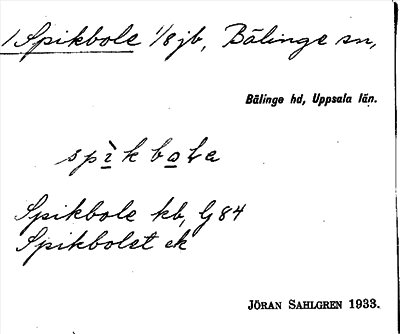 1 Spikbole 1/8 jb, Bälinge sn,
Bälinge hd, Uppsala län.
spìkbola
Spikbole kb, G 84
Spikbolet ek
JÖRAN SAHLGREN 1933.